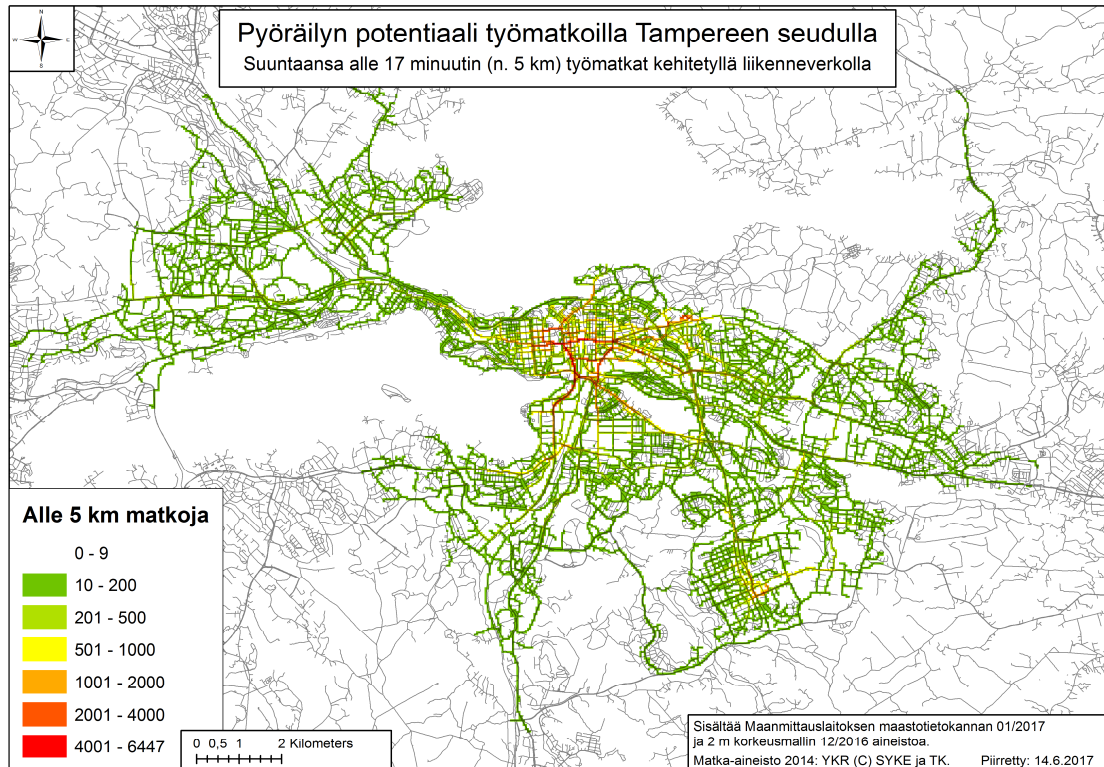 N
W E
S
Pyöräilyn potentiaali työmatkoilla Tampereen seudulla
Suuntaansa alle 17 minuutin (n. 5 km) työmatkat kehitetyllä liikenneverkolla
Alle 5 km matkoja
0 - 9
10 - 200
201 - 500
501 - 1000
1001 - 2000
2001 - 4000
4001 - 6447
0 0,5 1 2 Kilometers
Sisältää Maanmittauslaitoksen maastotietokannan 01/2017
ja 2 m korkeusmallin 12/2016 aineistoa.
Matka-aineisto 2014: YKR (C) SYKE ja TK. Piirretty: 14.6.2017